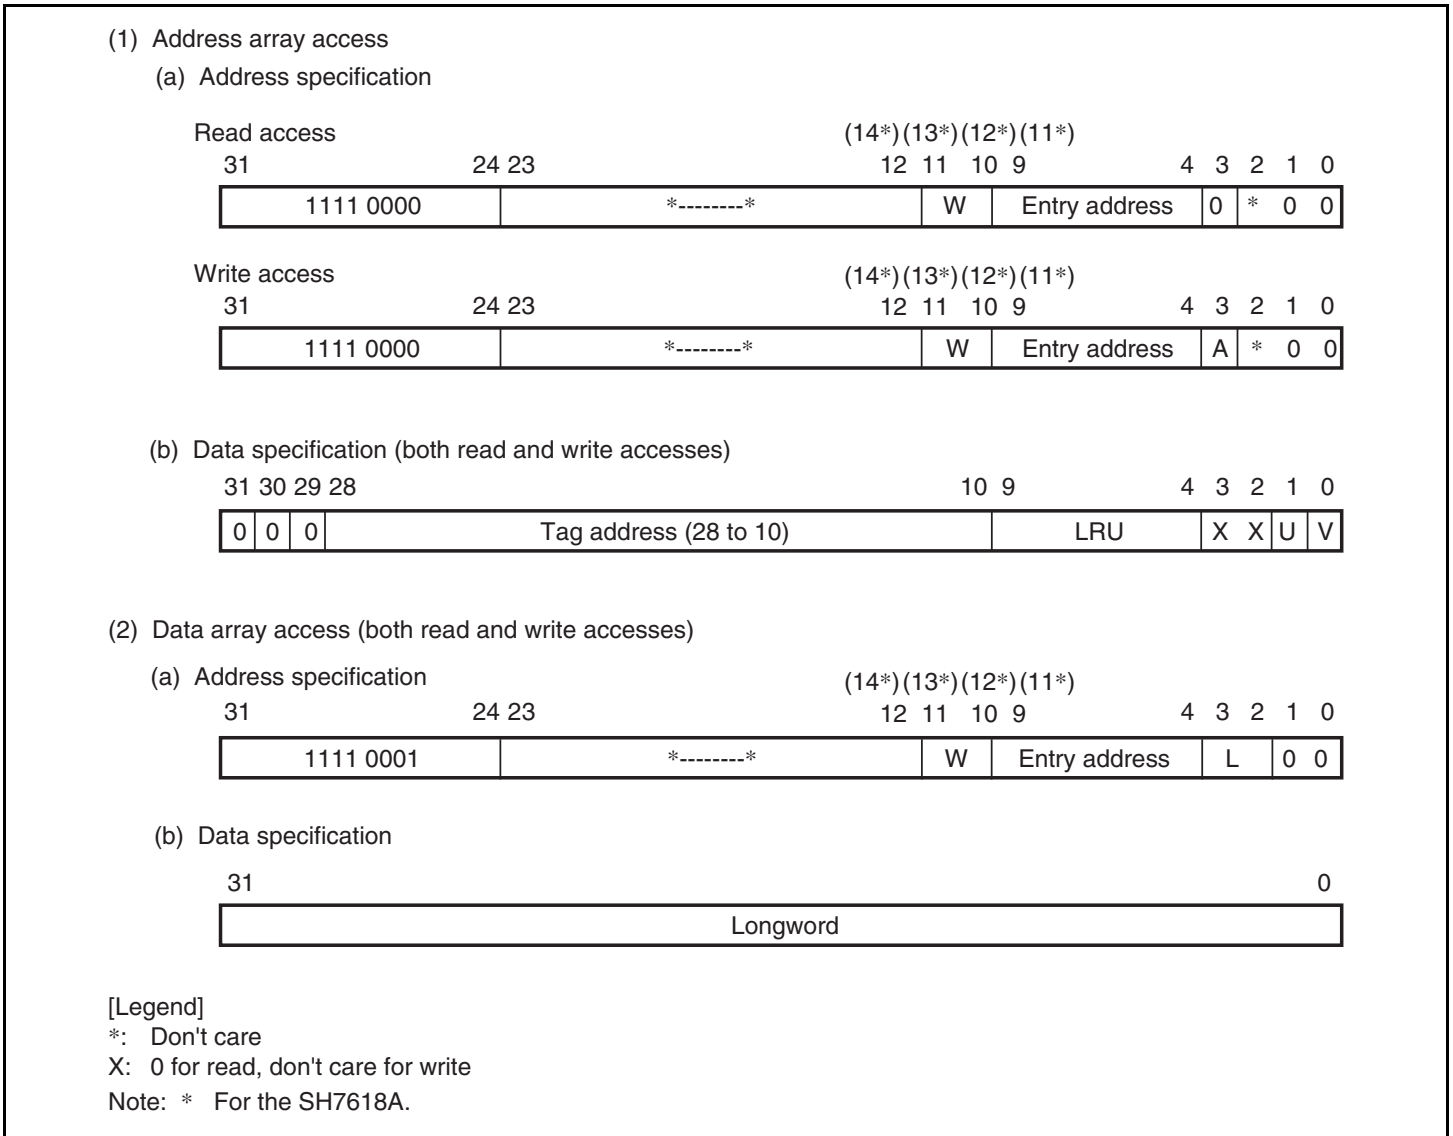 (1) Address array access
(a) Address specification
Read access
(14*)(13*)(12*)(11*)
31 24 23 12 11 10 9 4 3 2 1 0
1111 0000 *--------* W Entry address 0 * 0 0
Write access
(14*)(13*)(12*)(11*)
31 24 23 12 11 10 9 4 3 2 1 0
1111 0000 *--------* W Entry address A * 0 0
(b) Data specification (both read and write accesses)
31 30 29 28 10 9 4 3 2 1 0
0 0 0 Tag address (28 to 10) LRU X X U V
(2) Data array access (both read and write accesses)
(a) Address specification
(14*)(13*)(12*)(11*)
31 24 23 12 11 10 9 4 3 2 1 0
1111 0001 *--------* W Entry address L 0 0
(b) Data specification
31 0
Longword
[Legend]
*: Don't care
X: 0 for read, don't care for write
Note: * For the SH7618A.